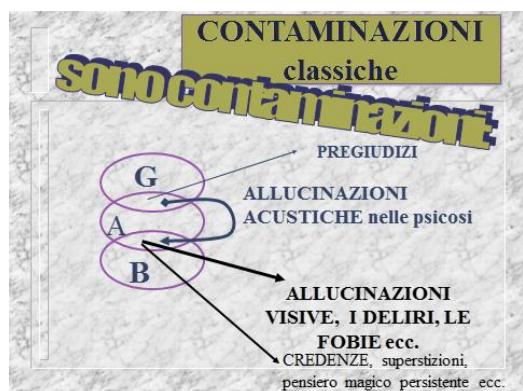 CONTAMINAZIONI
classiche
sono contaminazioni:
G
A
B
PREGIUDIZI
ALLUCINAZIONI
ACUSTICHE nelle psicosi
ALLUCINAZIONI
VISIVE, I DELIRI, LE
FOBIE ecc.
CREDENZE, superstizioni,
pensiero magico persistente ecc.